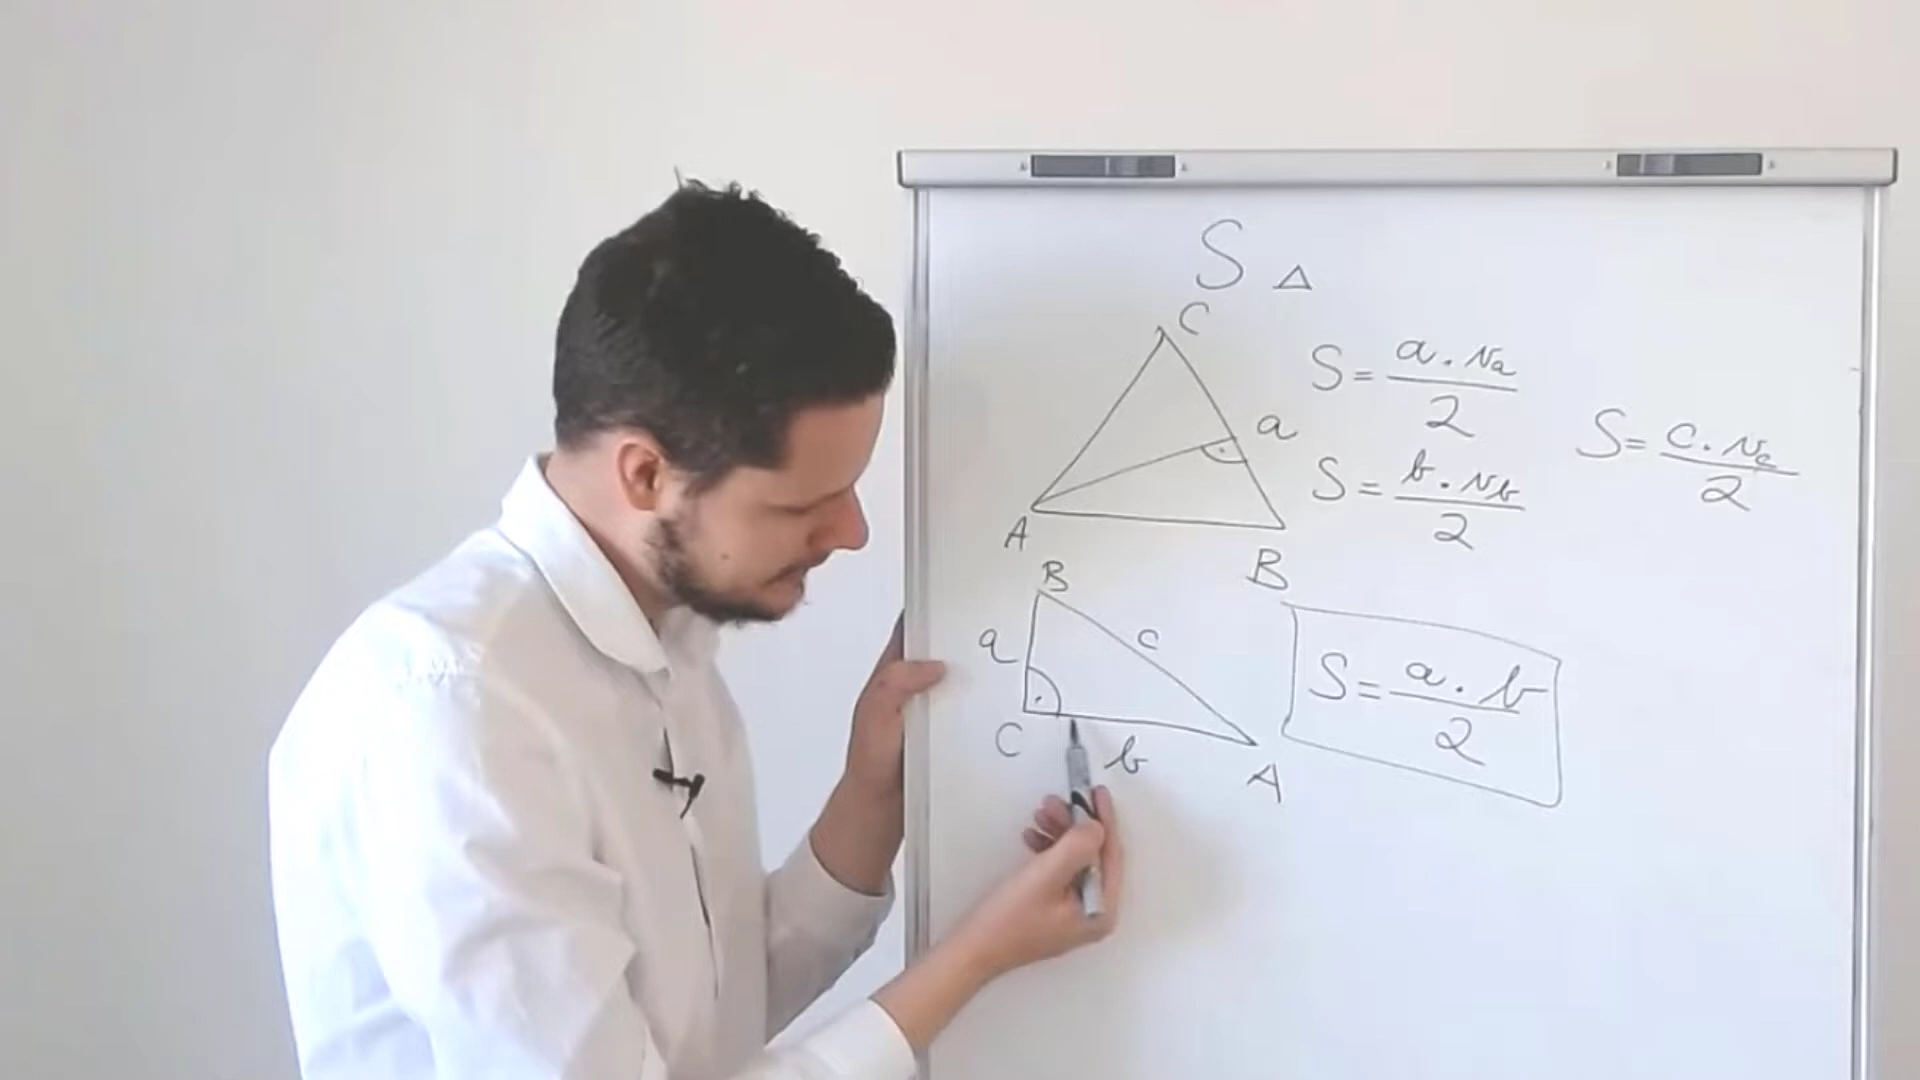 S △
C
a
A
B
S = a · va / 2
S = b · vb / 2
S = c · vc / 2
B
a
c
C
b
A
S = a · b / 2